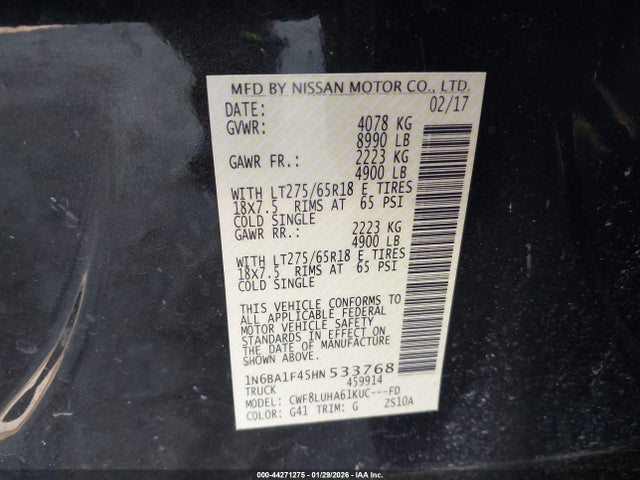 MFD BY NISSAN MOTOR CO., LTD.
DATE: 02/17
GVWR: 4078 KG
8990 LB
GAWR FR.: 2223 KG
4900 LB
WITH LT275/65R18 E TIRES
18X7.5 RIMS AT 65 PSI
COLD SINGLE
GAWR RR.: 2223 KG
4900 LB
WITH LT275/65R18 E TIRES
18X7.5 RIMS AT 65 PSI
COLD SINGLE
THIS VEHICLE CONFORMS TO
ALL APPLICABLE FEDERAL
MOTOR VEHICLE SAFETY
STANDARDS IN EFFECT ON
THE DATE OF MANUFACTURE
SHOWN ABOVE.
1N6BA1F45HN533768
TRUCK 459914
MODEL: CWF8LUHA61KUC---FD
COLOR: G41 TRIM: G ZS10A
000-44271275 - 01/29/2026 - IAA Inc.